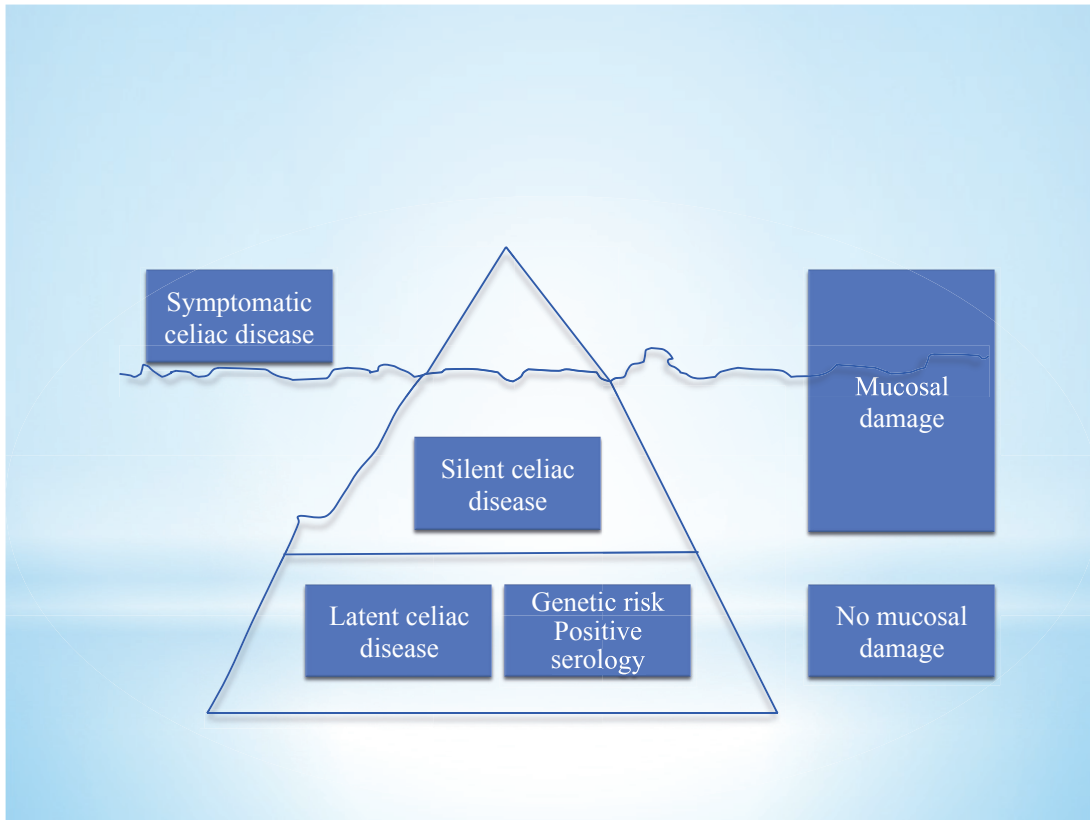 Symptomatic
celiac disease
Mucosal
damage
Silent celiac
disease
Latent celiac
disease
Genetic risk
Positive
serology
No mucosal
damage